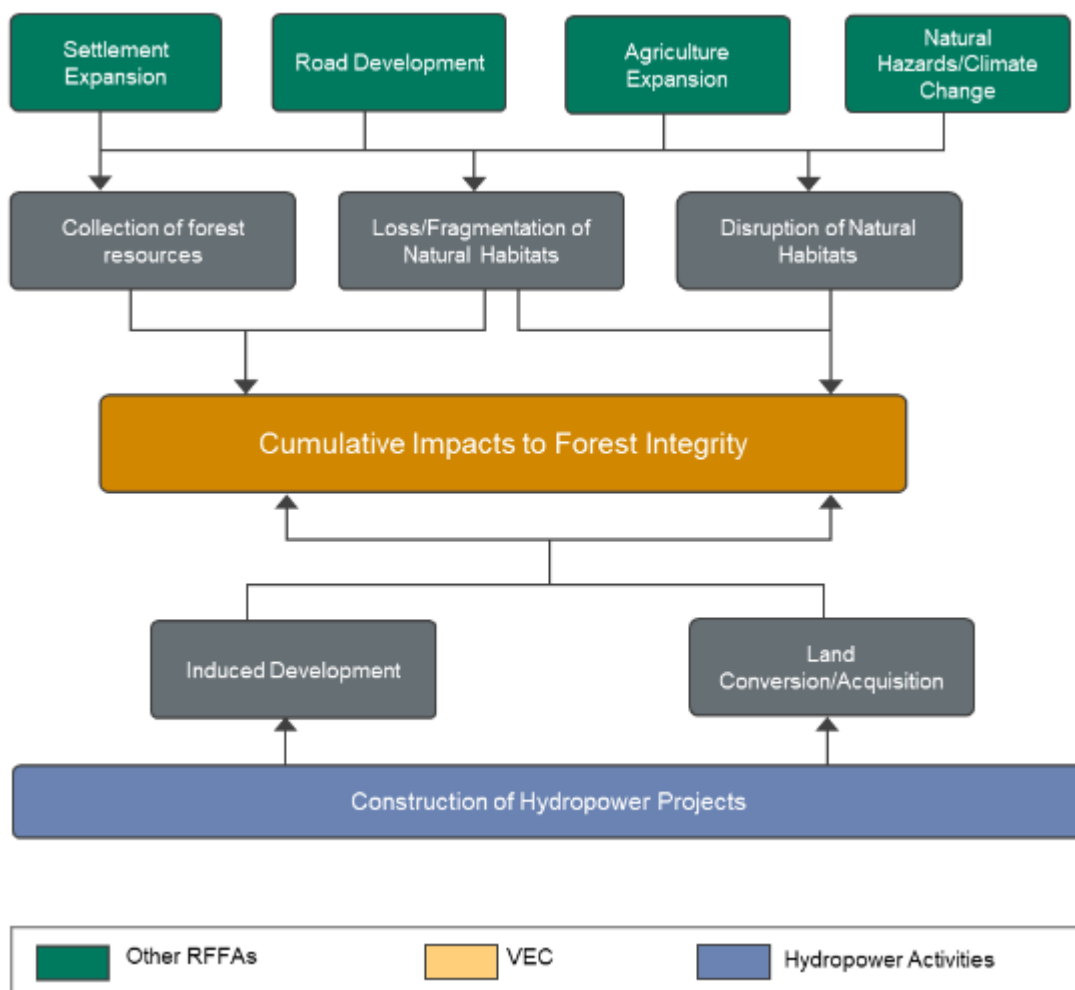 Settlement
Expansion
Road Development
Agriculture
Expansion
Natural
Hazards/Climate
Change
Collection of forest
resources
Loss/Fragmentation of
Natural Habitats
Disruption of Natural
Habitats
Cumulative Impacts to Forest Integrity
Induced Development
Land
Conversion/Acquisition
Construction of Hydropower Projects
Other RFFAs
VEC
Hydropower Activities